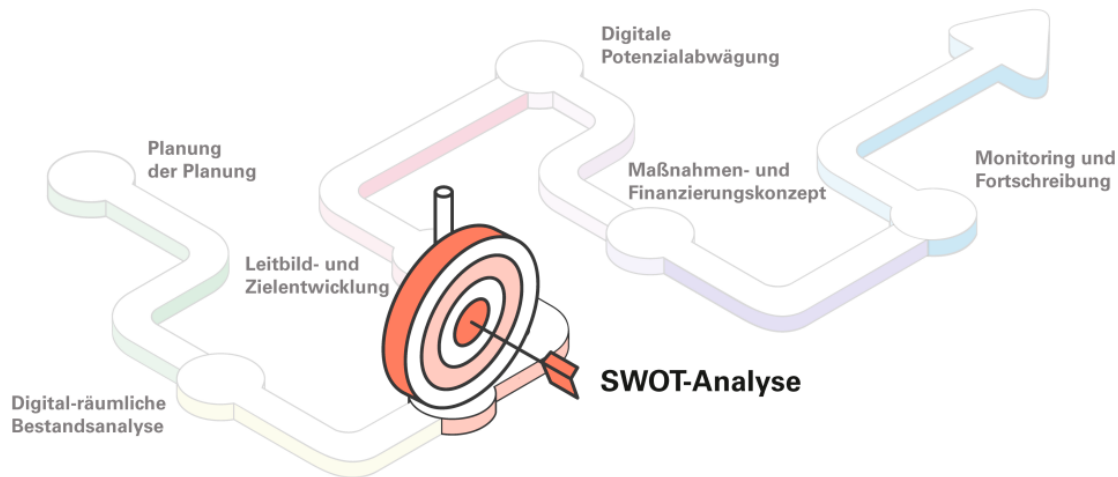 Planung
der Planung
Digital-räumliche
Bestandsanalyse
SWOT-Analyse
Leitbild- und
Zielentwicklung
Digitale
Potenzialabwägung
Maßnahmen- und
Finanzierungskonzept
Monitoring und
Fortschreibung